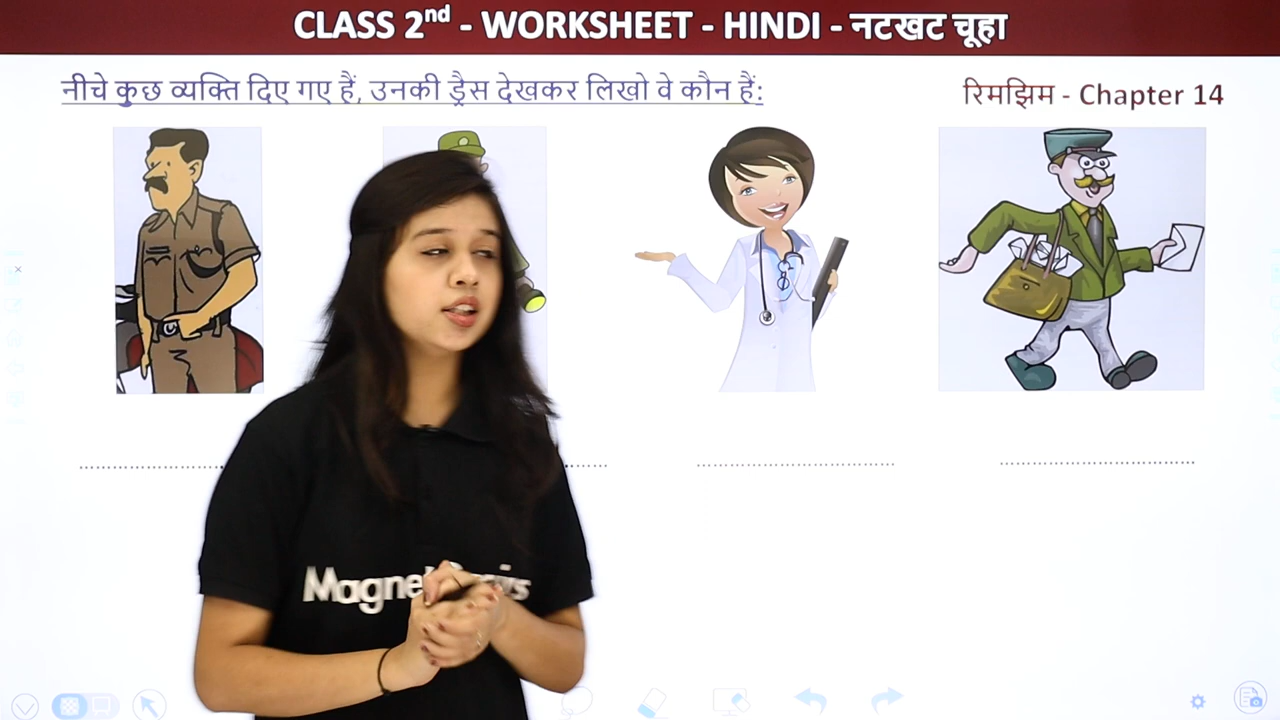 CLASS 2nd - WORKSHEET - HINDI - नटखट चूहा
नीचे कुछ व्यक्ति दिए गए हैं, उनकी ड्रैस देखकर लिखो वे कौन हैं:
रिमझिम - Chapter 14